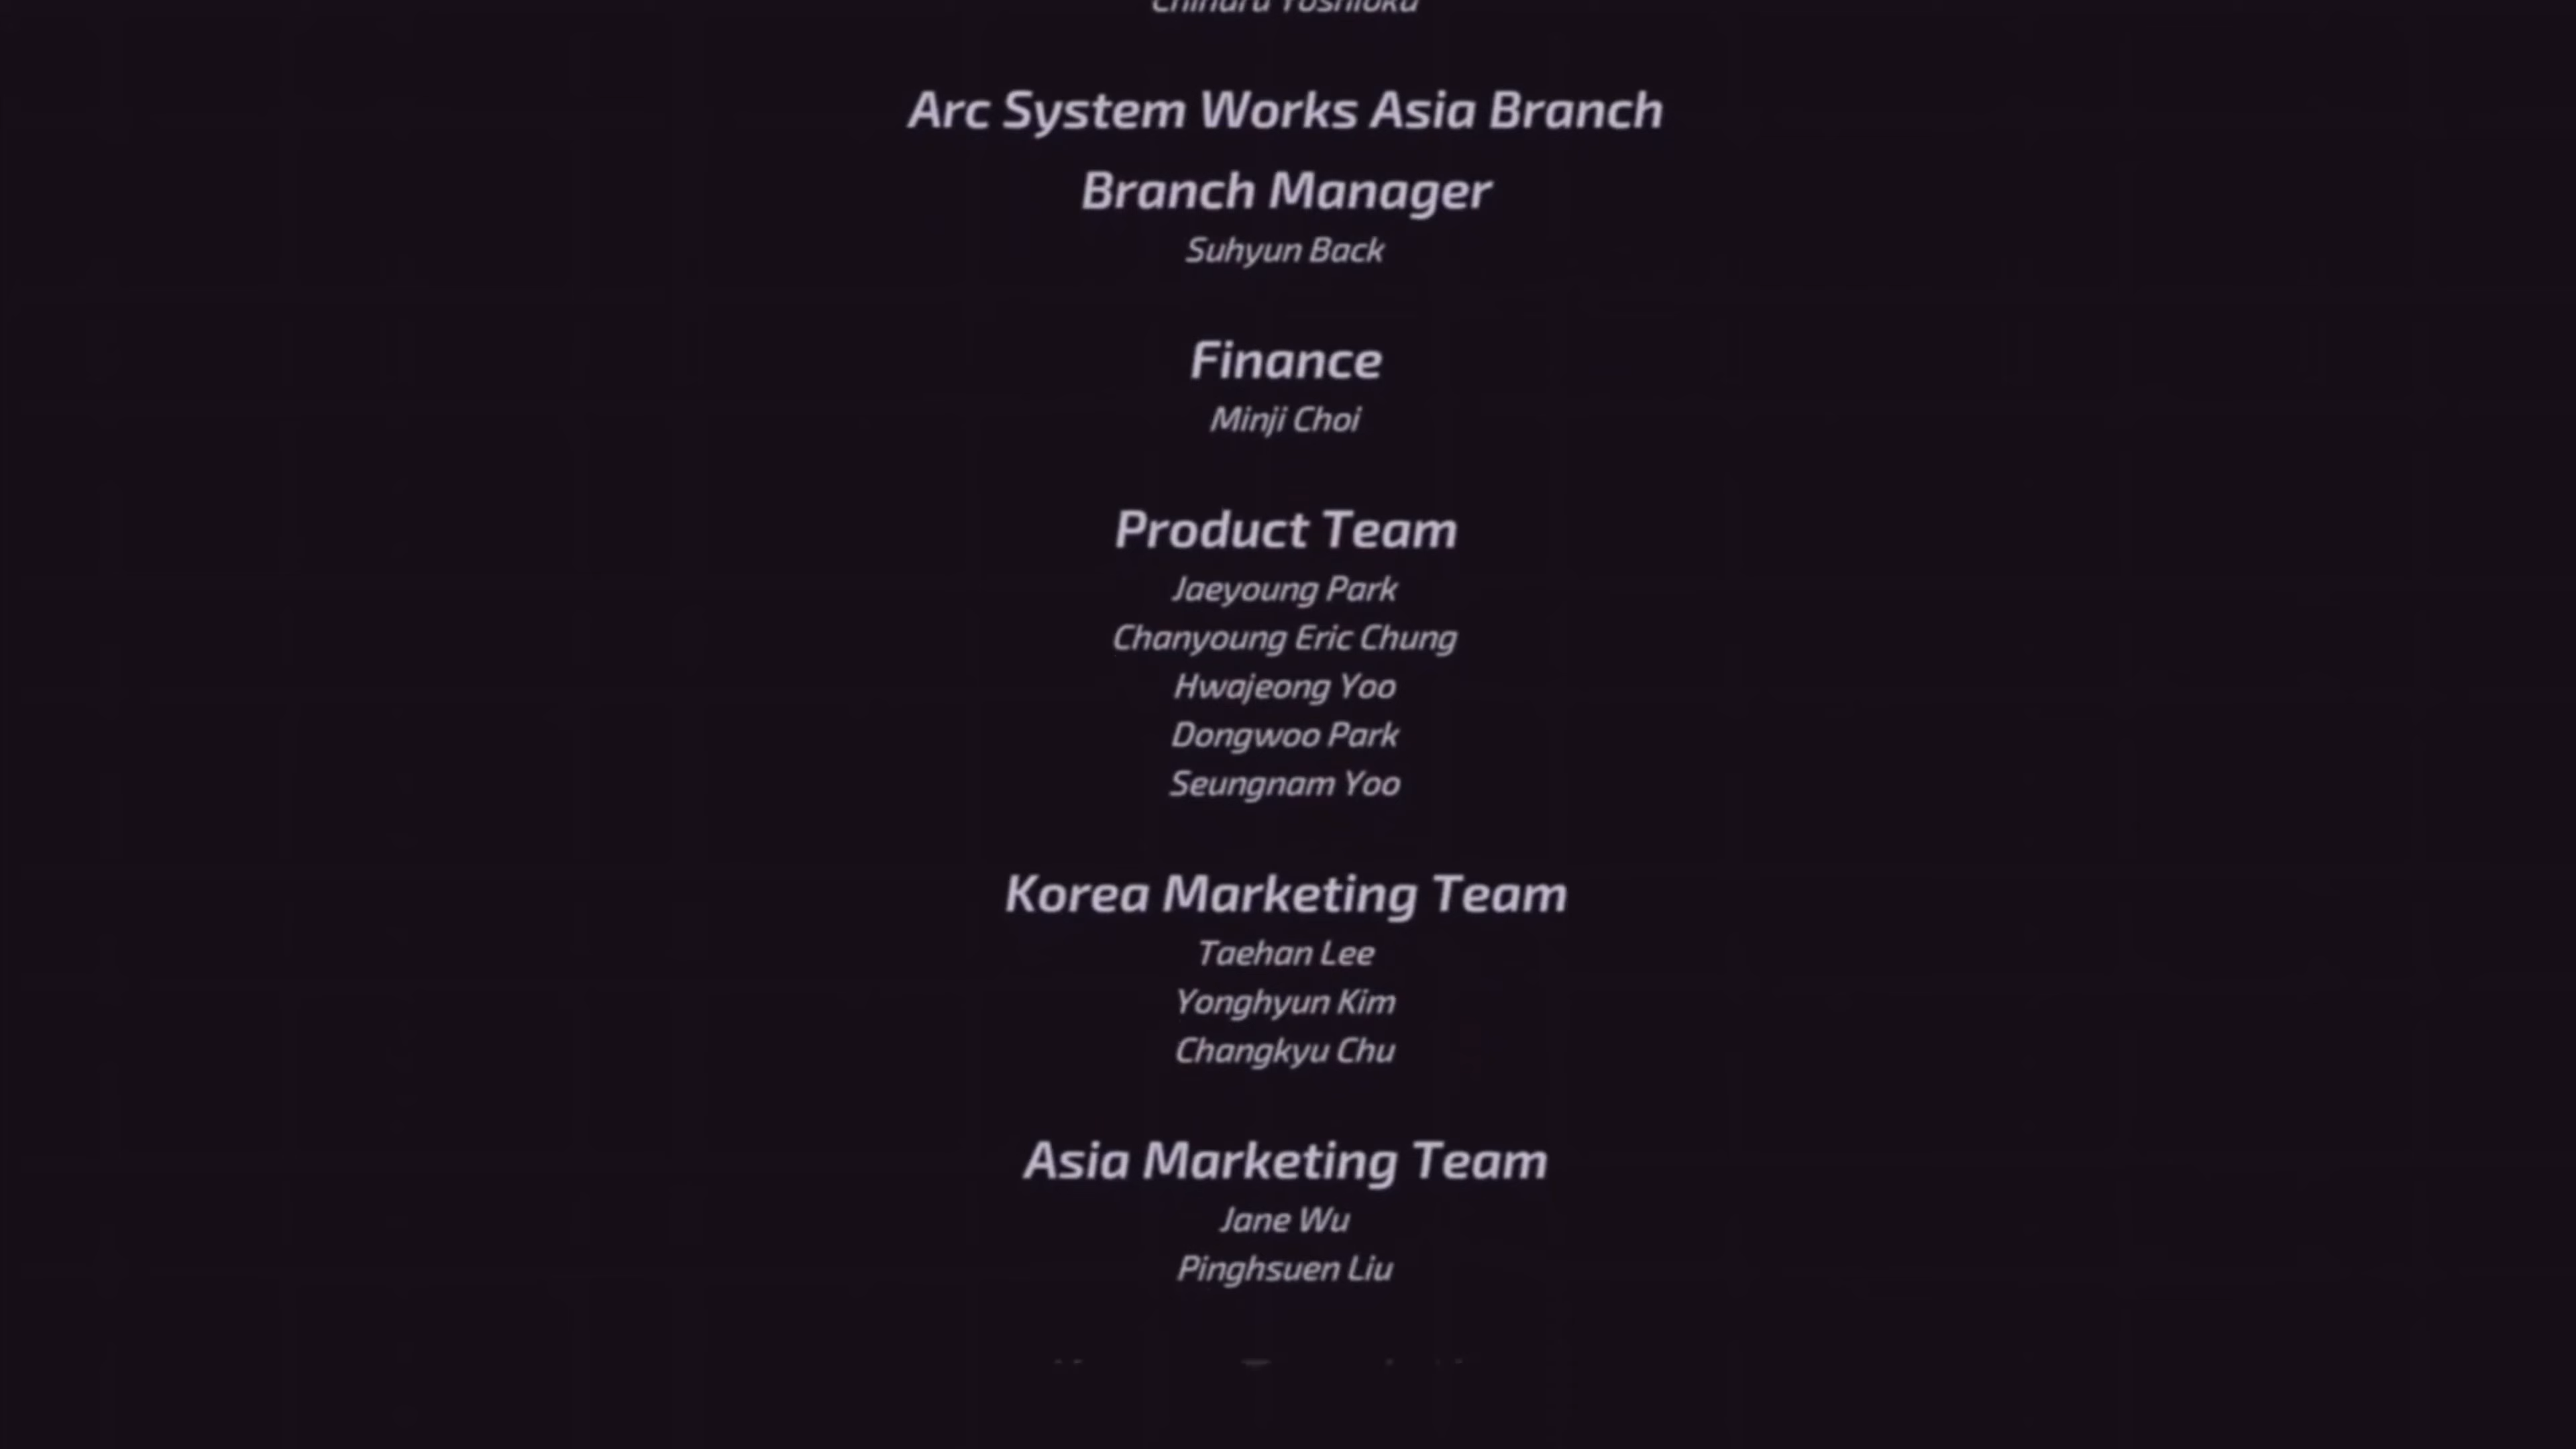 Chiharu Yoshioka
Arc System Works Asia Branch
Branch Manager
Suhyun Back
Finance
Minji Choi
Product Team
Jaeyoung Park
Chanyoung Eric Chung
Hwajeong Yoo
Dongwoo Park
Seungnam Yoo
Korea Marketing Team
Taehan Lee
Yonghyun Kim
Changkyu Chu
Asia Marketing Team
Jane Wu
Pinghsuen Liu